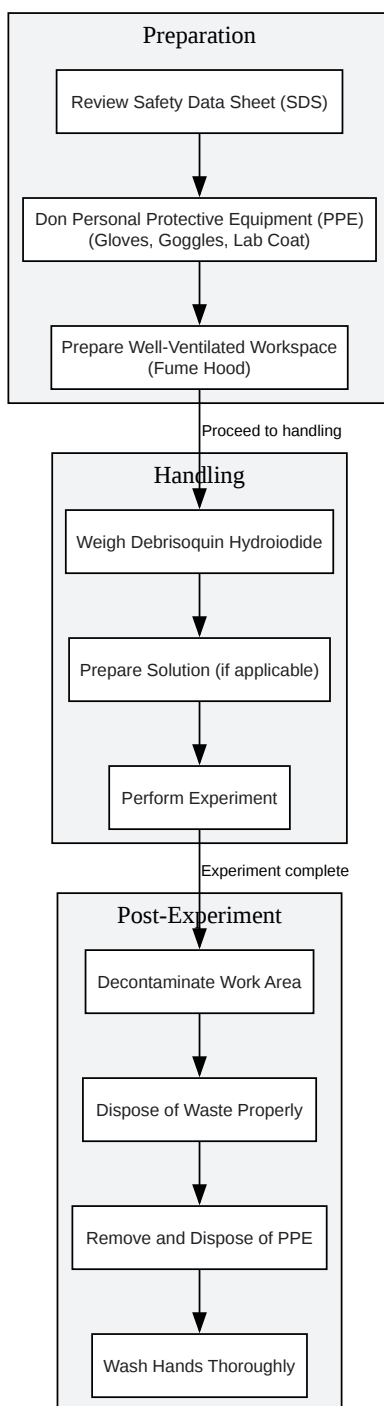 Preparation
Review Safety Data Sheet (SDS)
Don Personal Protective Equipment (PPE)
(Gloves, Goggles, Lab Coat)
Prepare Well-Ventilated Workspace
(Fume Hood)
Proceed to handling
Handling
Weigh Debrisoquin Hydroiodide
Prepare Solution (if applicable)
Perform Experiment
Experiment complete
Post-Experiment
Decontaminate Work Area
Dispose of Waste Properly
Remove and Dispose of PPE
Wash Hands Thoroughly